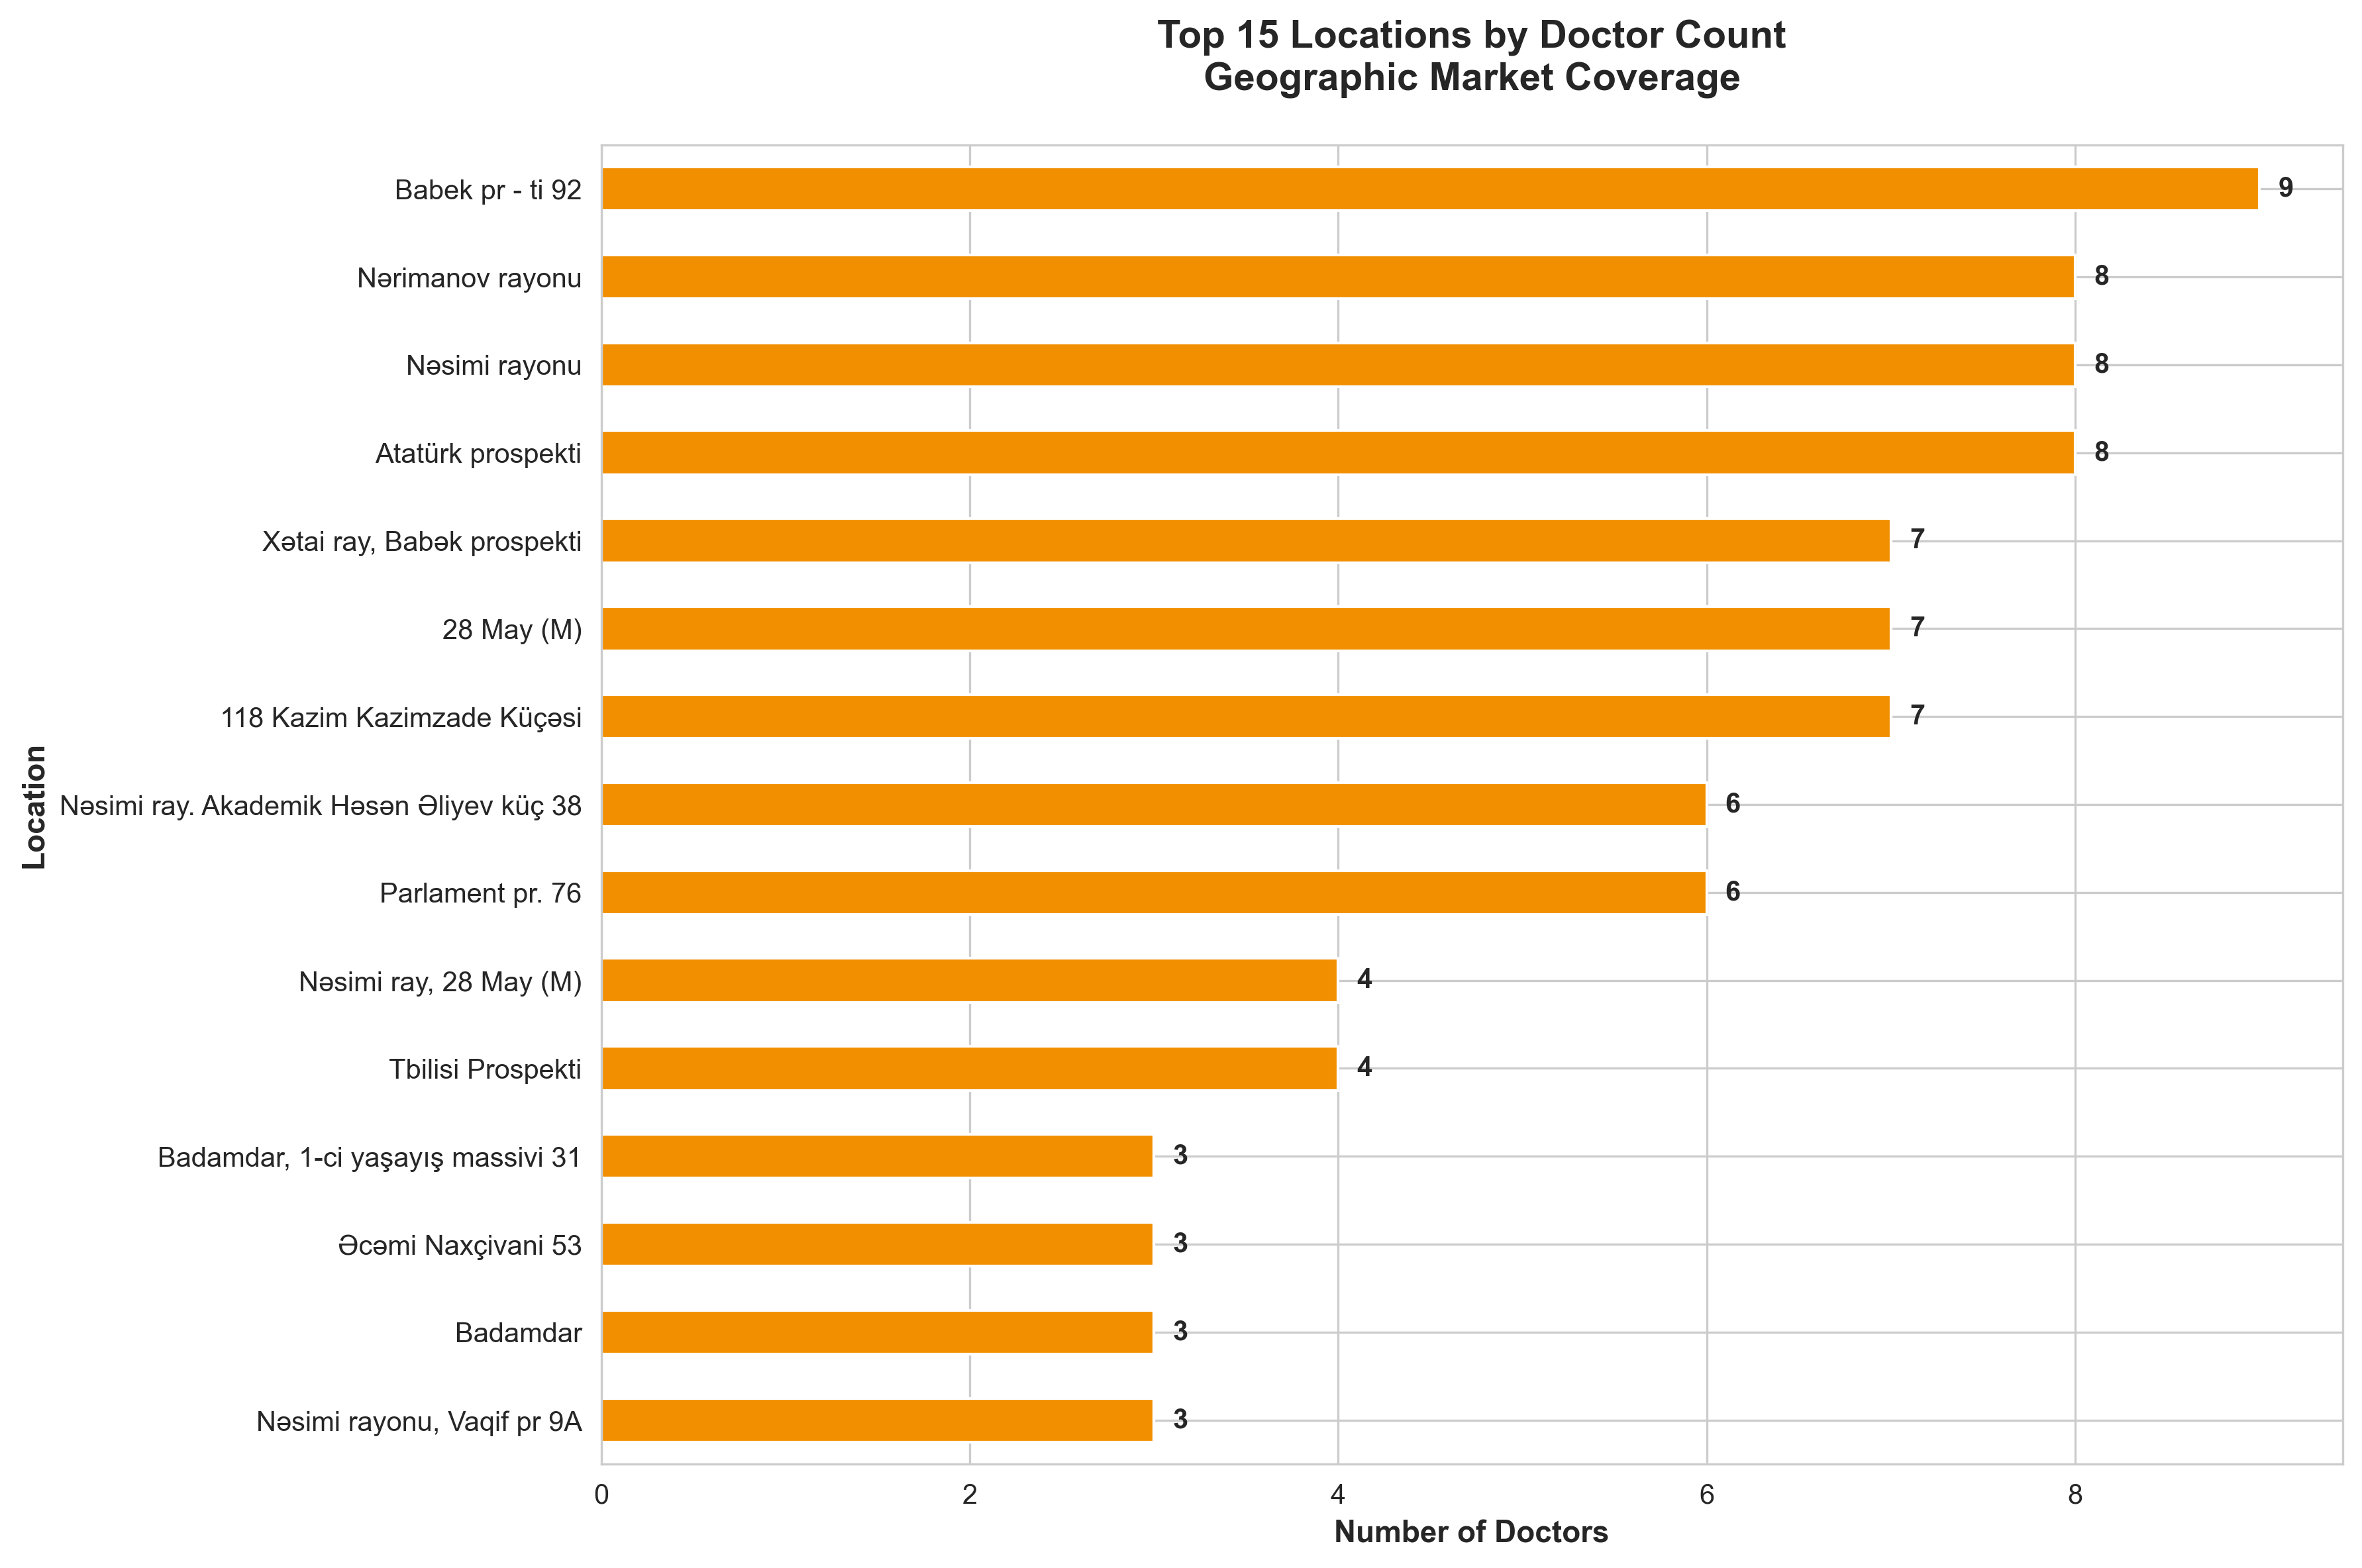 Top 15 Locations by Doctor Count
Geographic Market Coverage
Location
Babek pr - ti 92
9
Nərimanov rayonu
8
Nəsimi rayonu
8
Atatürk prospekti
8
Xətai ray, Babək prospekti
7
28 May (M)
7
118 Kazim Kazimzade Küçəsi
7
Nəsimi ray. Akademik Həsən Əliyev küç 38
6
Parlament pr. 76
6
Nəsimi ray, 28 May (M)
4
Tbilisi Prospekti
4
Badamdar, 1-ci yaşayış massivi 31
3
Əcəmi Naxçivani 53
3
Badamdar
3
Nəsimi rayonu, Vaqif pr 9A
3
0 2 4 6 8
Number of Doctors